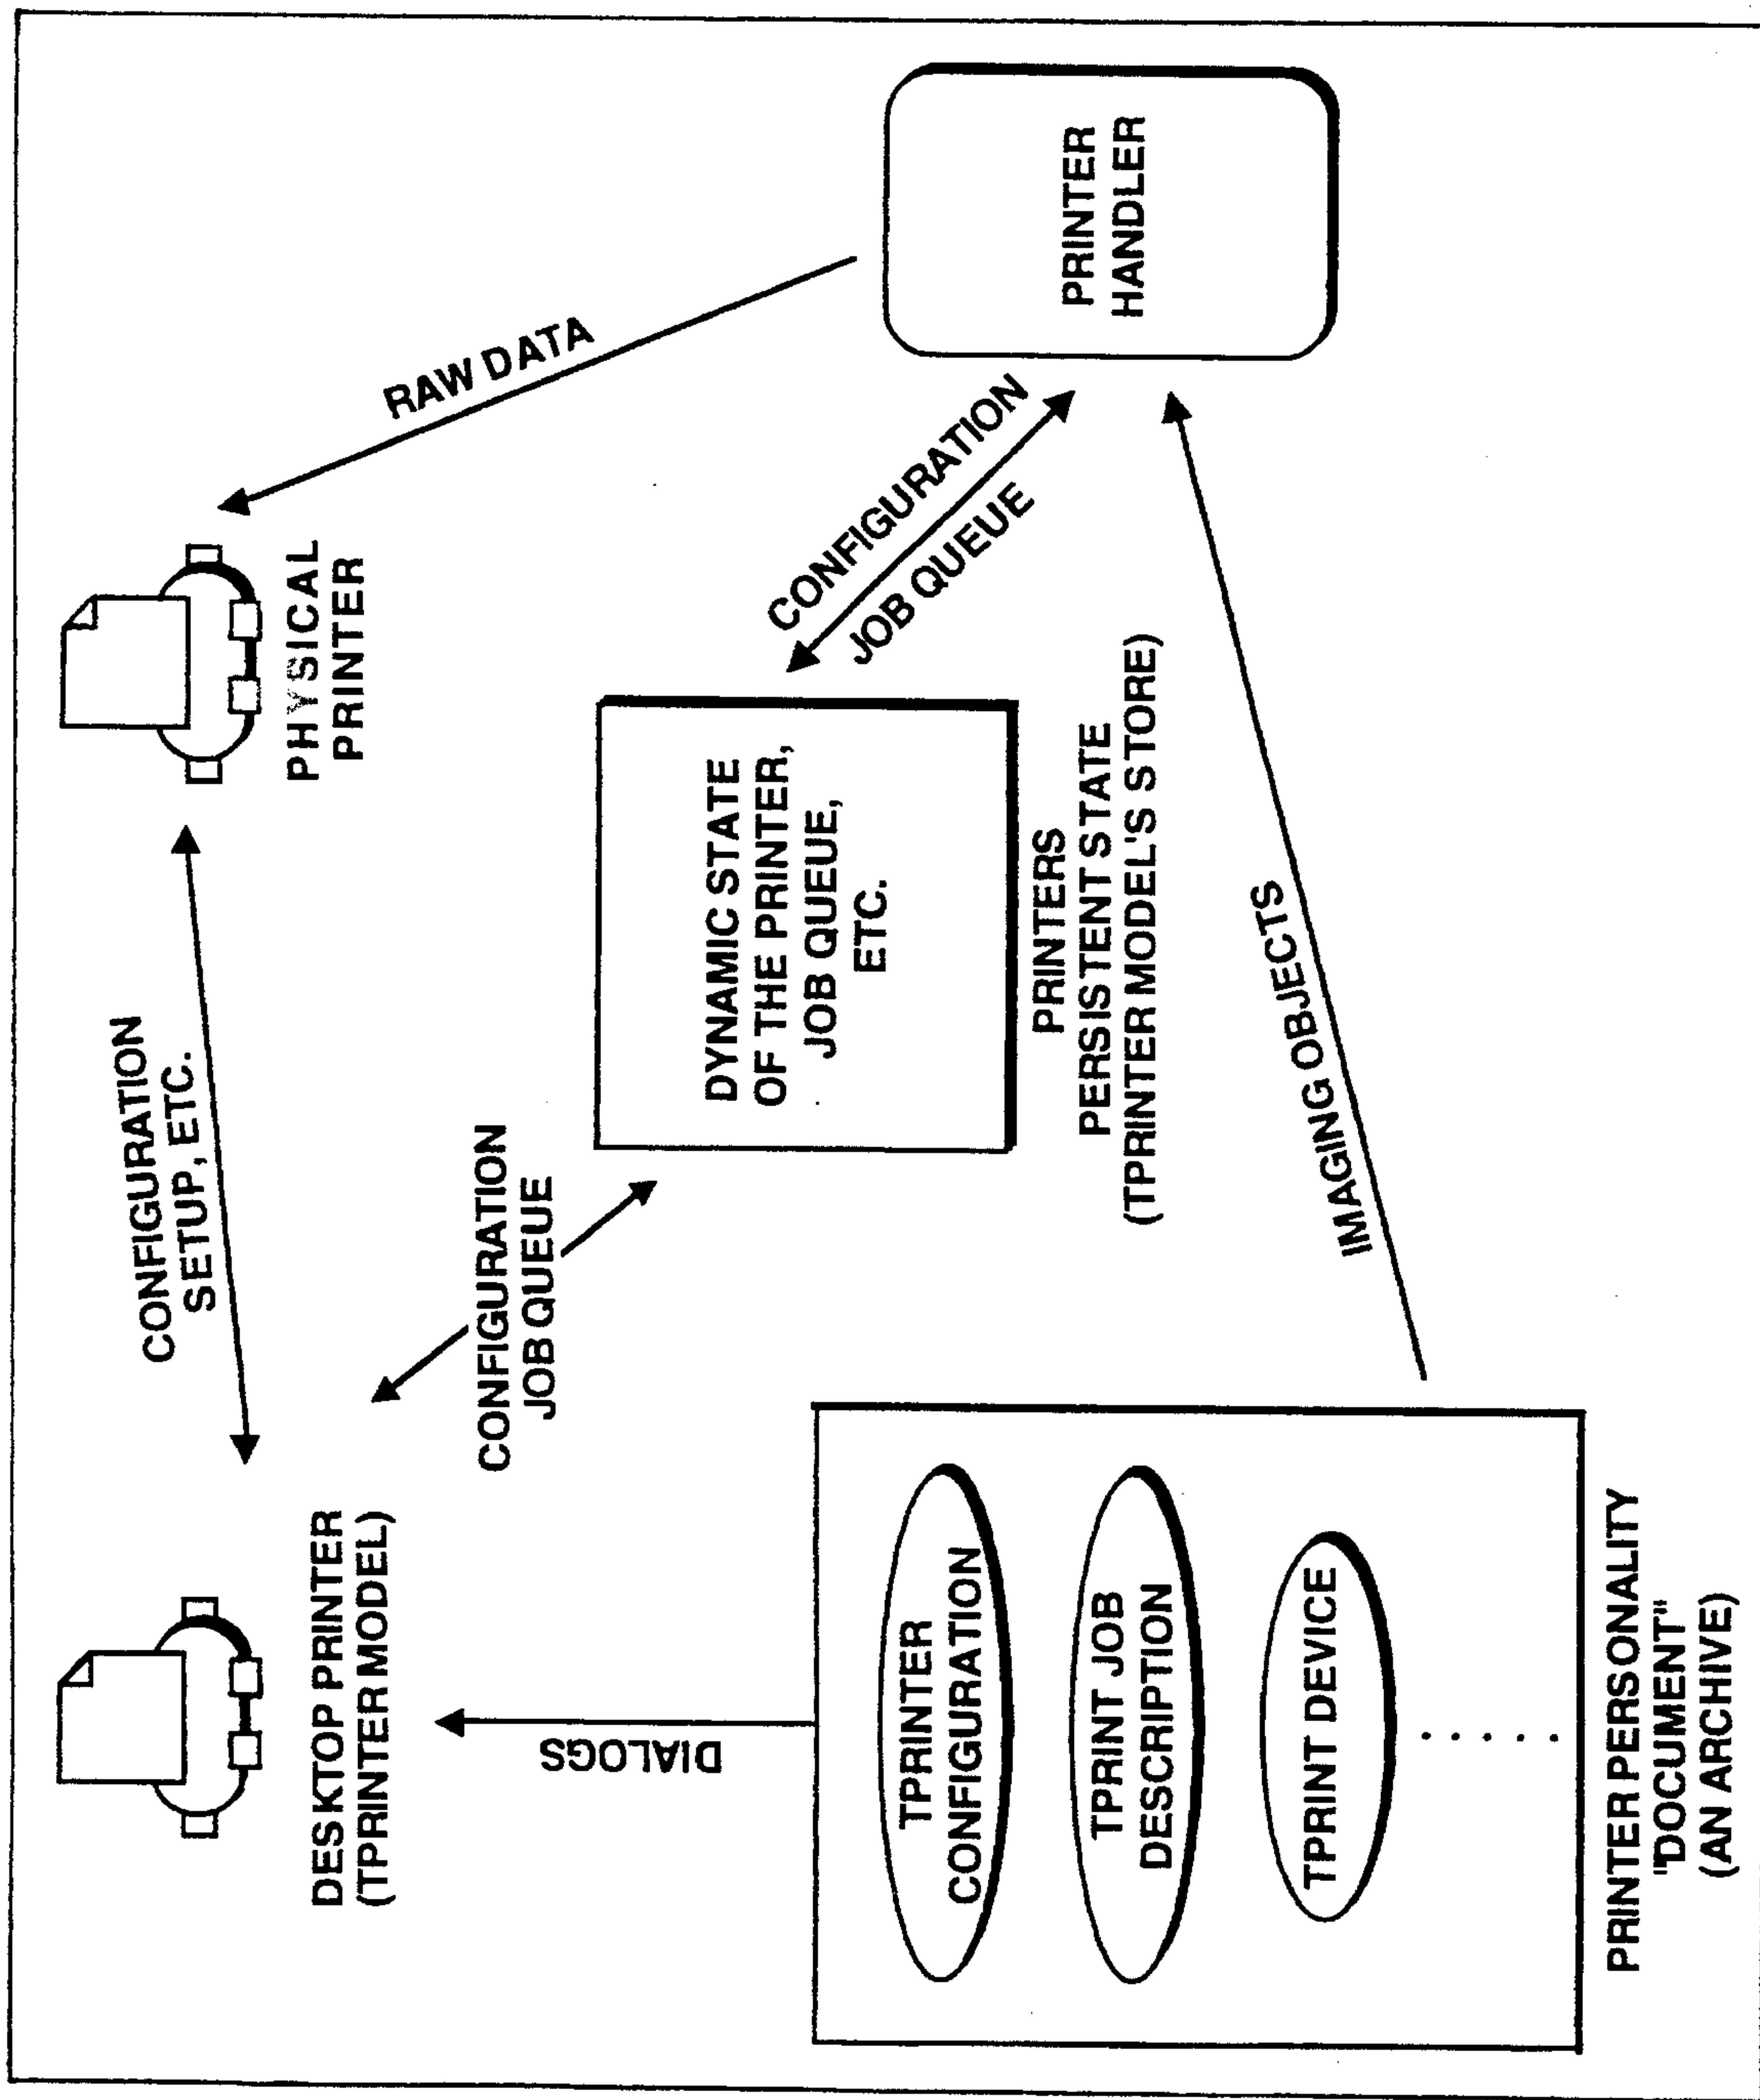 CONFIGURATION
SETUP, ETC.
DESKTOP PRINTER
(TPRINTER MODEL)
PHYSICAL
PRINTER
RAW DATA
CONFIGURATION
JOB QUEUE
DIALOGS
DYNAMIC STATE
OF THE PRINTER,
JOB QUEUE,
ETC.
PRINTERS
PERSISTENT STATE
(TPRINTER MODEL'S STORE)
CONFIGURATION
JOB QUEUE
PRINTER
HANDLER
TPRINTER
CONFIGURATION
TPRINT JOB
DESCRIPTION
TPRINT DEVICE
.....
IMAGING OBJECTS
PRINTER PERSONALITY
"DOCUMENT"
(AN ARCHIVE)